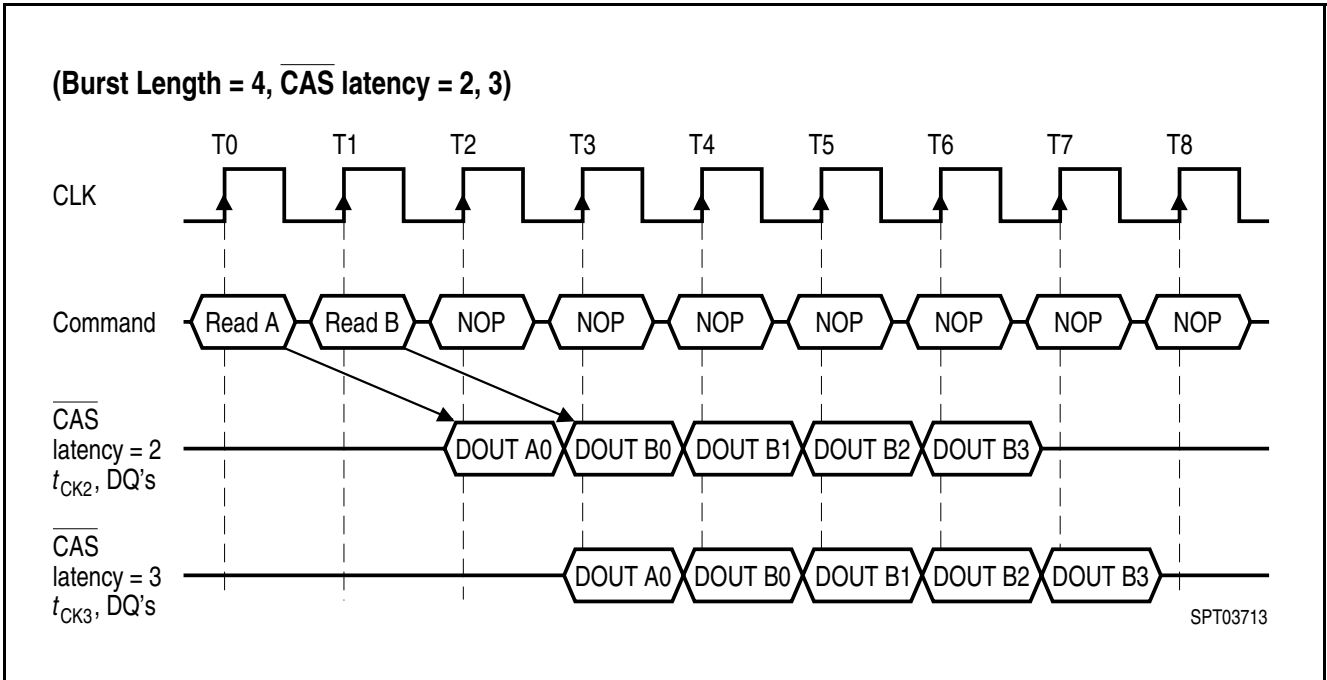 (Burst Length = 4, CAS latency = 2, 3)
T0 T1 T2 T3 T4 T5 T6 T7 T8
CLK
Command Read A Read B NOP NOP NOP NOP NOP NOP NOP
CAS
latency = 2 DOUT A0 DOUT B0 DOUT B1 DOUT B2 DOUT B3
tCK2, DQ's
CAS
latency = 3 DOUT A0 DOUT B0 DOUT B1 DOUT B2 DOUT B3
tCK3, DQ's
SPT03713